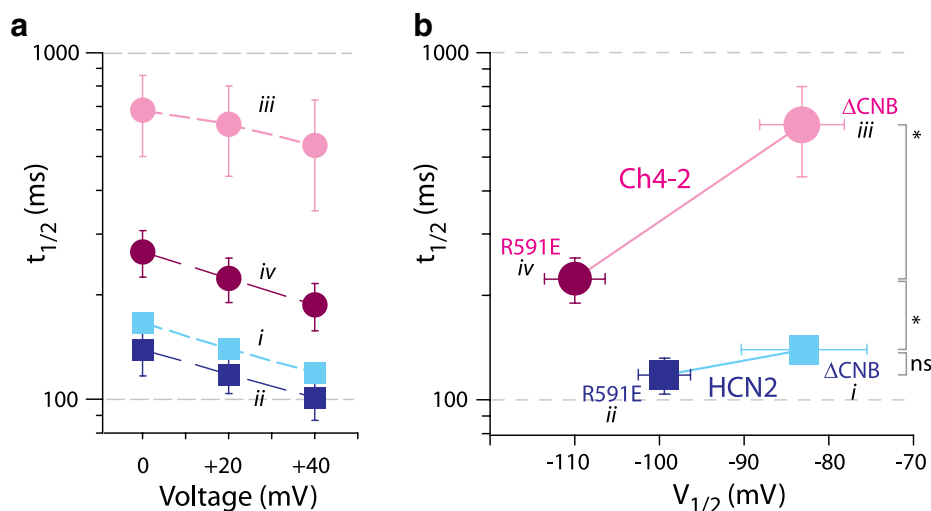 a
1000
100
t1/2 (ms)
iii
iv
i
ii
0
+20
+40
Voltage (mV)
b
1000
100
t1/2 (ms)
ΔCNB
iii
*
Ch4-2
R591E
iv
*
ns
R591E
ii
HCN2
ΔCNB
i
-110
-100
-90
-80
-70
V1/2 (mV)